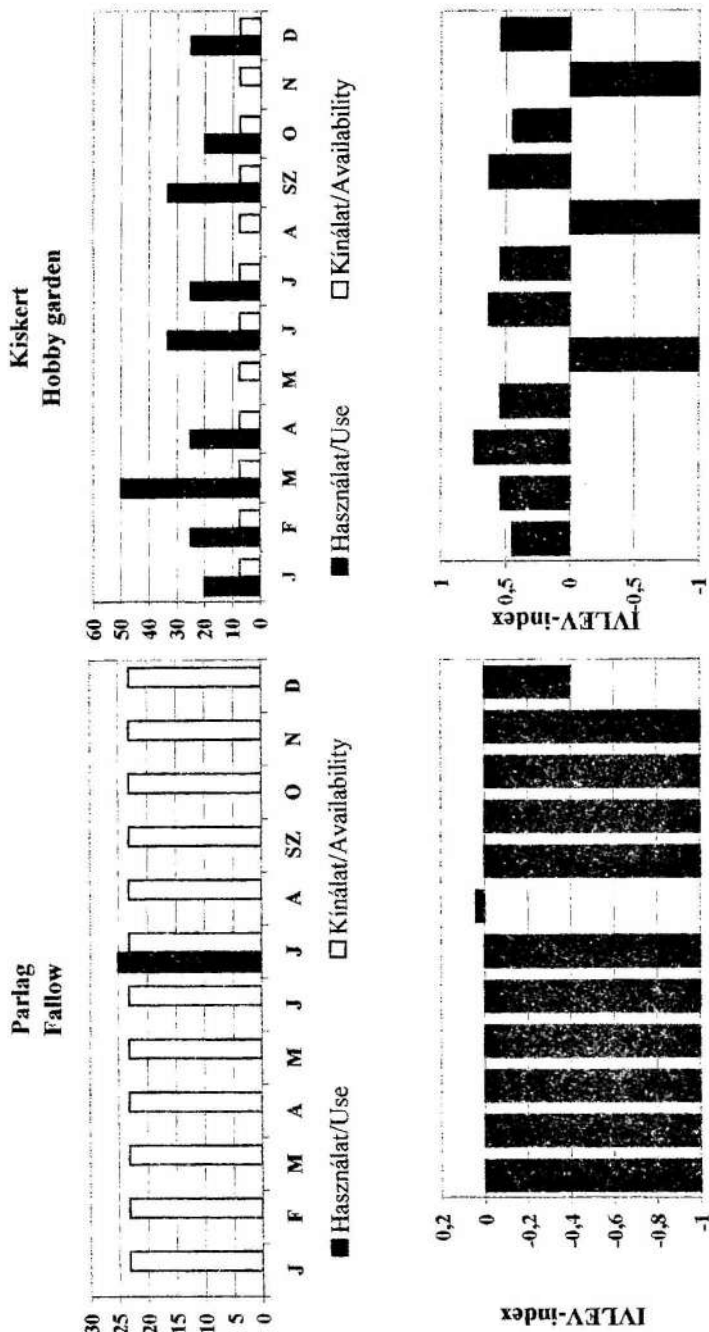 Parlag
Fallow
30
25
20
15
10
5
0
J F M A M J J A SZ O N D
■ Használat/Use □ Kínálat/Availability
IVLEV-index
0,2
0
-0,2
-0,4
-0,6
-0,8
-1
Kiskert
Hobby garden
60
50
40
30
20
10
0
J F M A M J J A SZ O N D
■ Használat/Use □ Kínálat/Availability
IVLEV-index
1
0,5
0
-0,5
-1